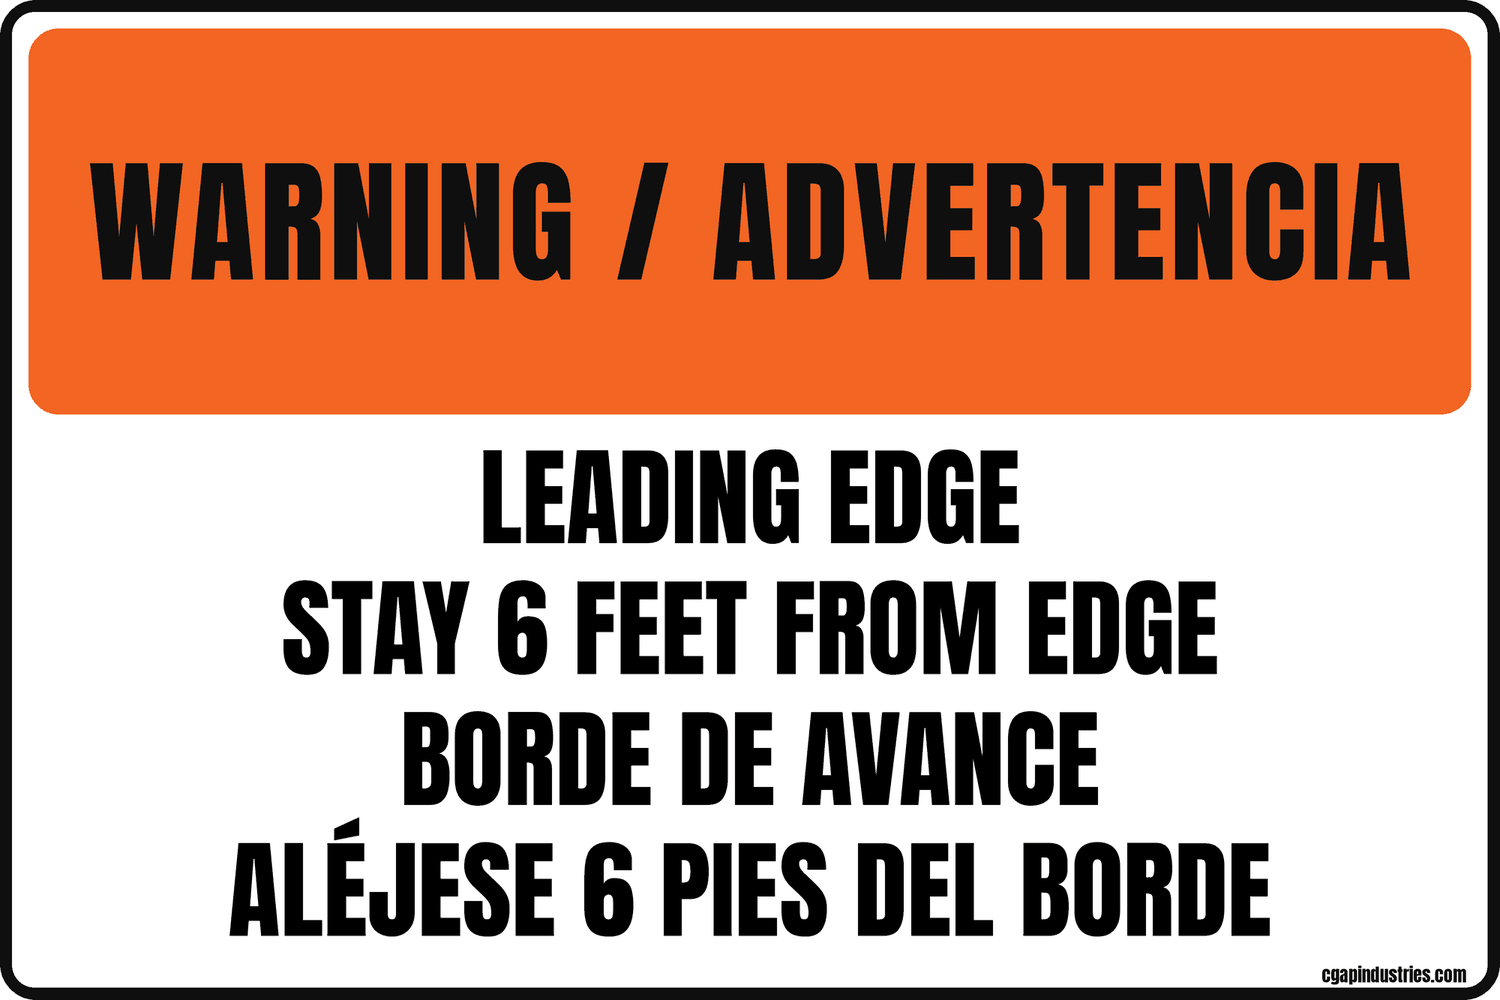 WARNING / ADVERTENCIA
LEADING EDGE
STAY 6 FEET FROM EDGE
BORDE DE AVANCE
ALÉJESE 6 PIES DEL BORDE
cgapindustries.com